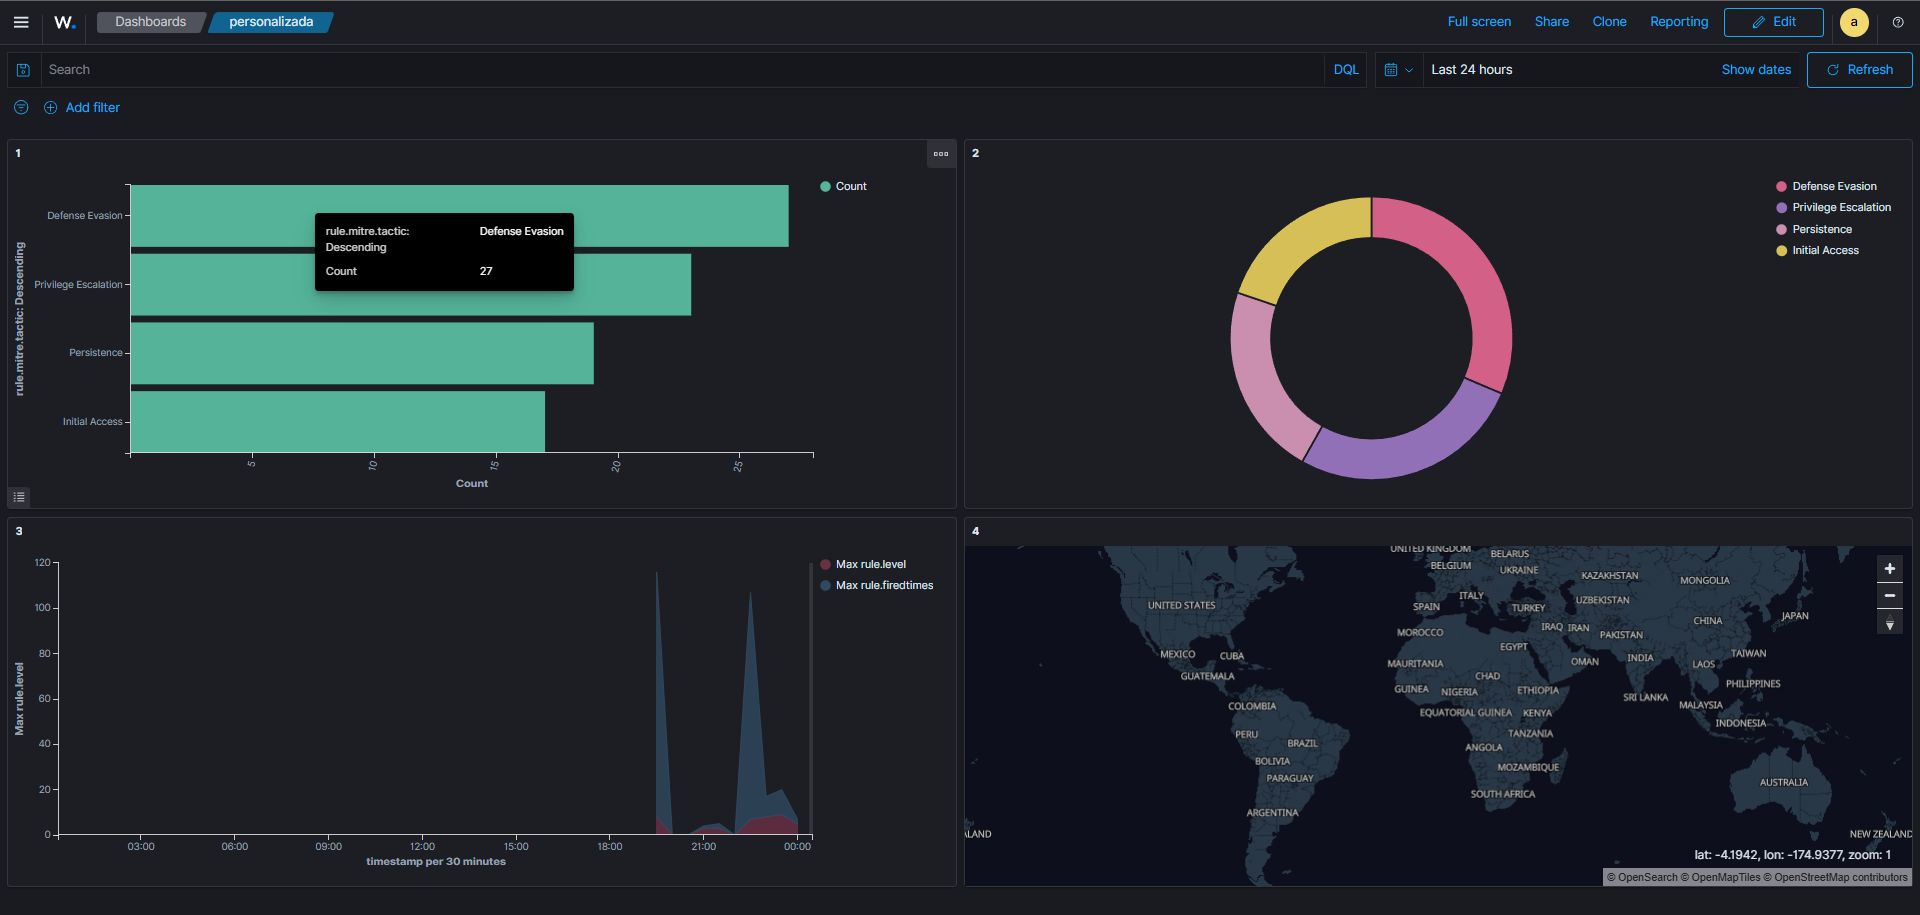 W.
Dashboards
personalizada
Full screen
Share
Clone
Reporting
Edit
a
Search
DQL
Last 24 hours
Show dates
Refresh
Add filter
1
rule.mitre.tactic: Descending
Defense Evasion
Privilege Escalation
Persistence
Initial Access
5
10
15
20
25
Count
Count
rule.mitre.tactic: Defense Evasion
Descending
Count 27
2
Defense Evasion
Privilege Escalation
Persistence
Initial Access
3
Max rule.level
120
100
80
60
40
20
0
03:00
06:00
09:00
12:00
15:00
18:00
21:00
00:00
timestamp per 30 minutes
Max rule.level
Max rule.firedtimes
4
UNITED KINGDOM
BELARUS
BELGIUM
UKRAINE
KAZAKHSTAN
MONGOLIA
UNITED STATES
SPAIN
ITALY
TURKEY
UZBEKISTAN
CHINA
JAPAN
MOROCCO
IRAQ
IRAN
PAKISTAN
MEXICO
CUBA
EGYPT
INDIA
TAIWAN
MAURITANIA
OMAN
LAOS
GUATEMALA
CHAD
PHILIPPINES
GUINEA
NIGERIA
ETHIOPIA
SRI LANKA
MALAYSIA
COLOMBIA
EQUATORIAL GUINEA
KENYA
INDONESIA
PERU
BRAZIL
TANZANIA
ANGOLA
BOLIVIA
MOZAMBIQUE
PARAGUAY
AUSTRALIA
SOUTH AFRICA
ARGENTINA
ALAND
NEW ZEALAND
lat: -4.1942, lon: -174.9377, zoom: 1
© OpenSearch © OpenMapTiles © OpenStreetMap contributors